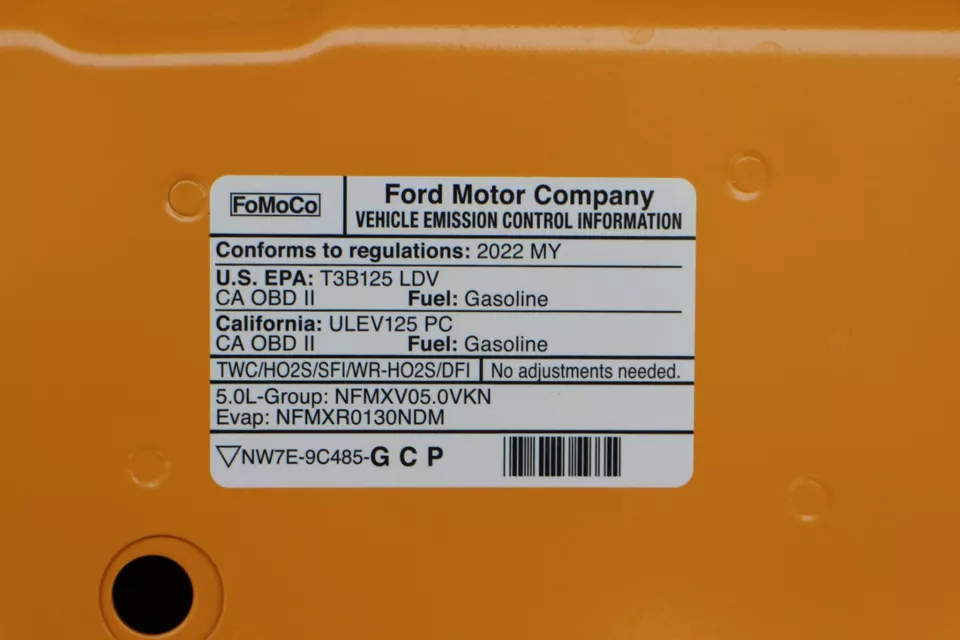 FoMoCo
Ford Motor Company
VEHICLE EMISSION CONTROL INFORMATION
Conforms to regulations: 2022 MY
U.S. EPA: T3B125 LDV
CA OBD II Fuel: Gasoline
California: ULEV125 PC
CA OBD II Fuel: Gasoline
TWC/HO2S/SFI/WR-HO2S/DFI No adjustments needed.
5.0L-Group: NFMXV05.0VKN
Evap: NFMXR0130NDM
NW7E-9C485-G C P